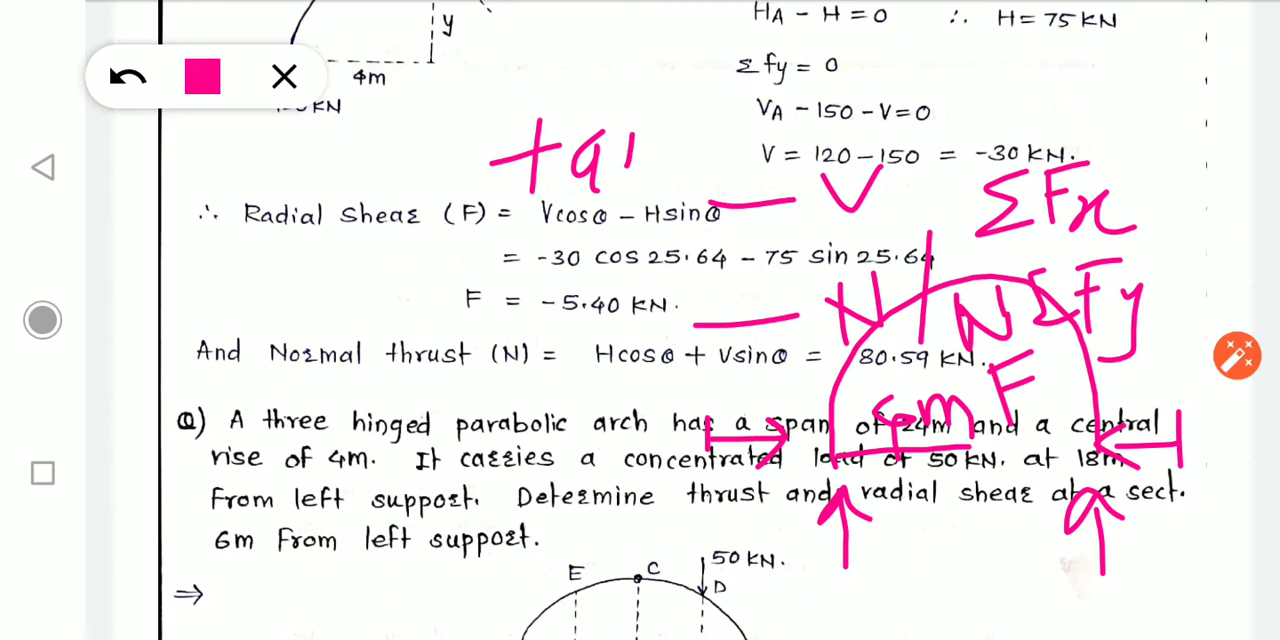 y
HA - H = 0 ∴ H = 75 KN
4m
KN
Σfy = 0
VA - 150 - V = 0
V = 120 - 150 = -30 KN.
V
ΣFx
∴ Radial Shear (F) = Vcosθ - Hsinθ
= -30 cos 25.64 - 75 sin 25.64
F = -5.40 KN.
N N ΣFy
And Normal thrust (N) = Hcosθ + Vsinθ = 80.59 KN.
F
6m
Q) A three hinged parabolic arch has a span of 24m and a central
rise of 4m. It carries a concentrated load of 50 KN. at 18m
From left support. Determine thrust and radial shear at a sect.
6m From left support.
E C 50 KN.
D